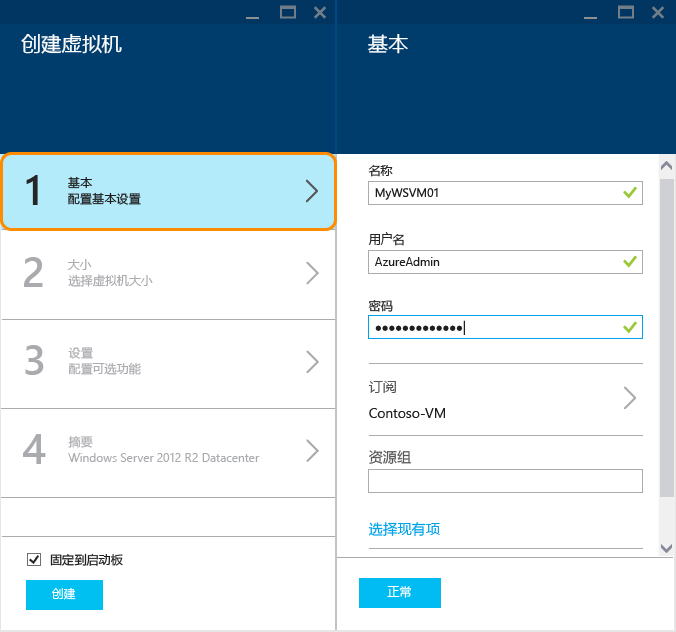 创建虚拟机
1
基本
配置基本设置
2
大小
选择虚拟机大小
3
设置
配置可选功能
4
摘要
Windows Server 2012 R2 Datacenter
固定到启动板
创建
基本
名称
MyWSVM01
用户名
AzureAdmin
密码
●●●●●●●●●●●●●
订阅
Contoso-VM
资源组
选择现有项
正常